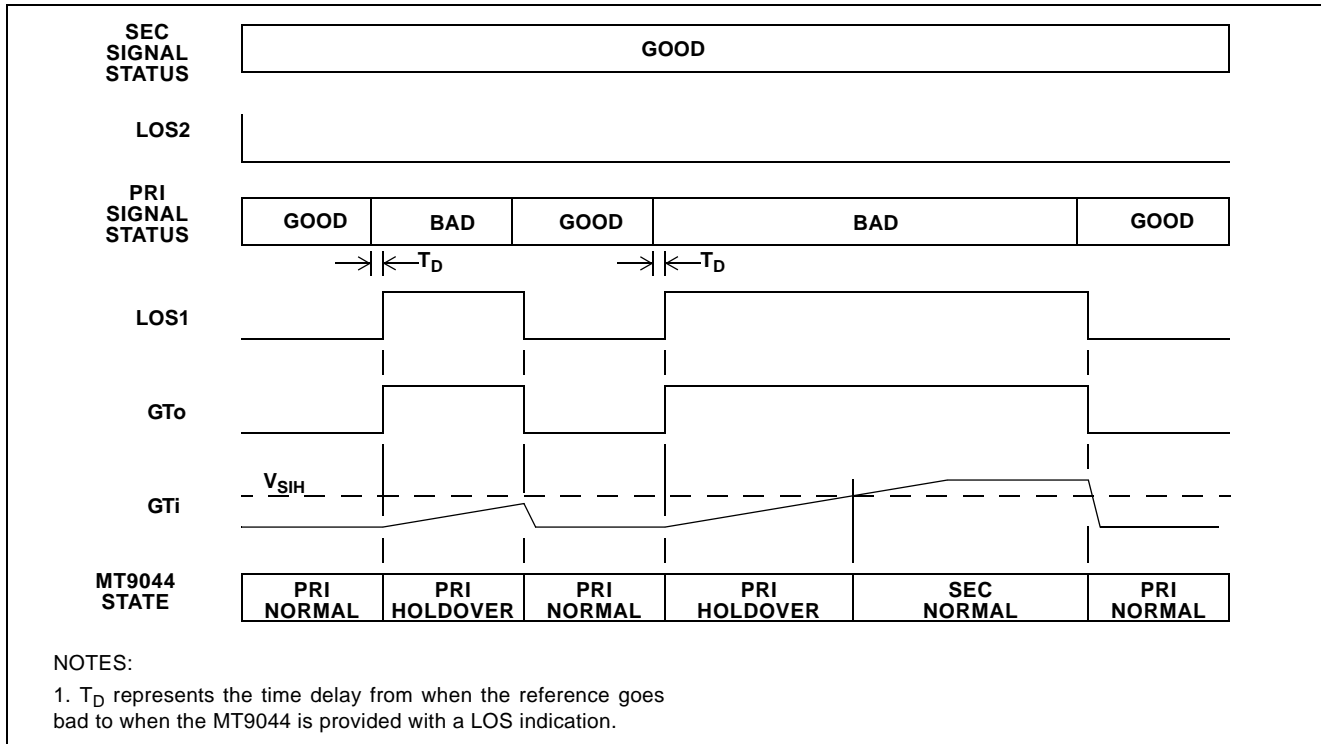 SEC
SIGNAL
STATUS
GOOD
LOS2
PRI
SIGNAL
STATUS
GOOD BAD GOOD BAD GOOD
TD TD
LOS1
GTo
VSIH
GTi
MT9044
STATE
PRI
NORMAL
PRI
HOLDOVER
PRI
NORMAL
PRI
HOLDOVER
SEC
NORMAL
PRI
NORMAL
NOTES:
1. TD represents the time delay from when the reference goes
bad to when the MT9044 is provided with a LOS indication.